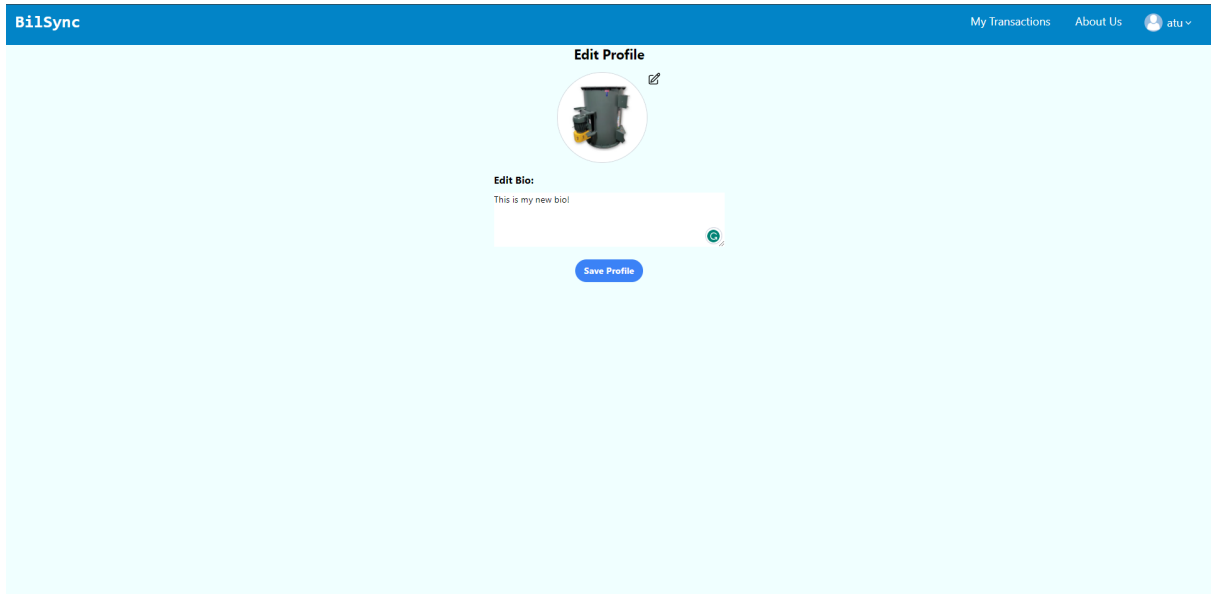 BilSync
My Transactions
About Us
atu
Edit Profile
Edit Bio:
This is my new bio!
Save Profile